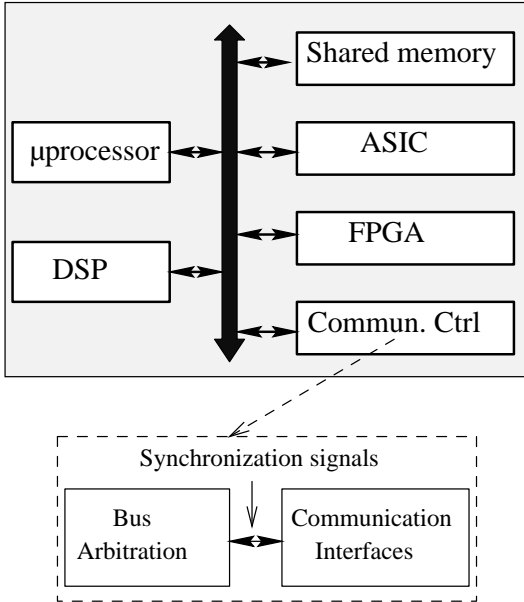 Shared memory
μprocessor
ASIC
FPGA
DSP
Commun. Ctrl
Synchronization signals
Bus
Arbitration
Communication
Interfaces